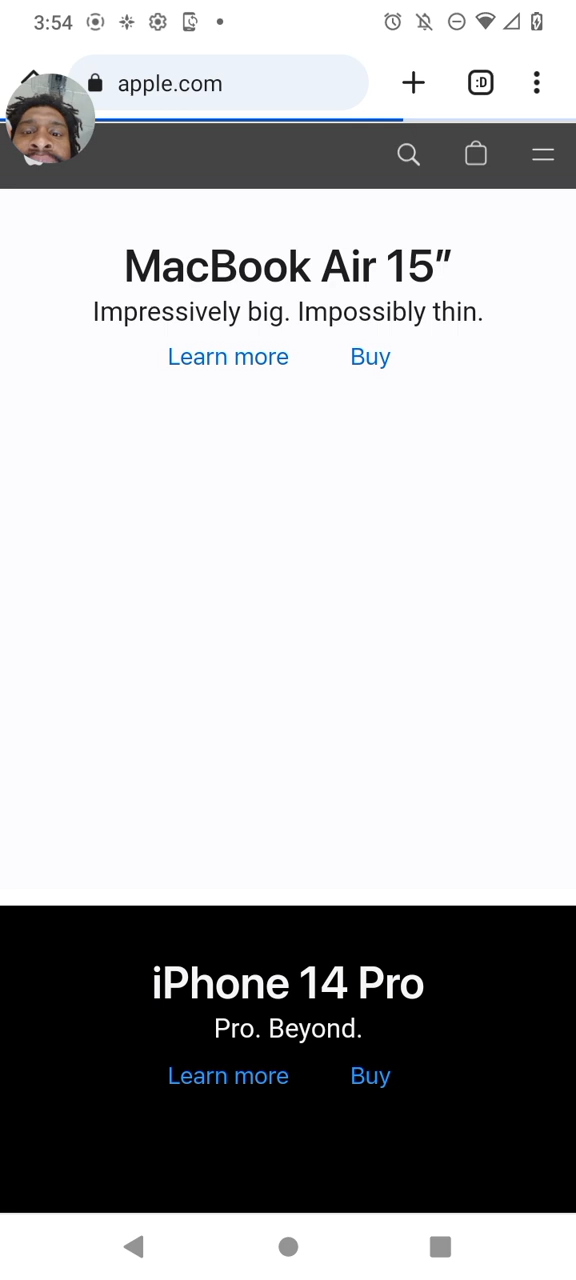 3:54
apple.com
:D
MacBook Air 15″
Impressively big. Impossibly thin.
Learn more Buy
iPhone 14 Pro
Pro. Beyond.
Learn more Buy